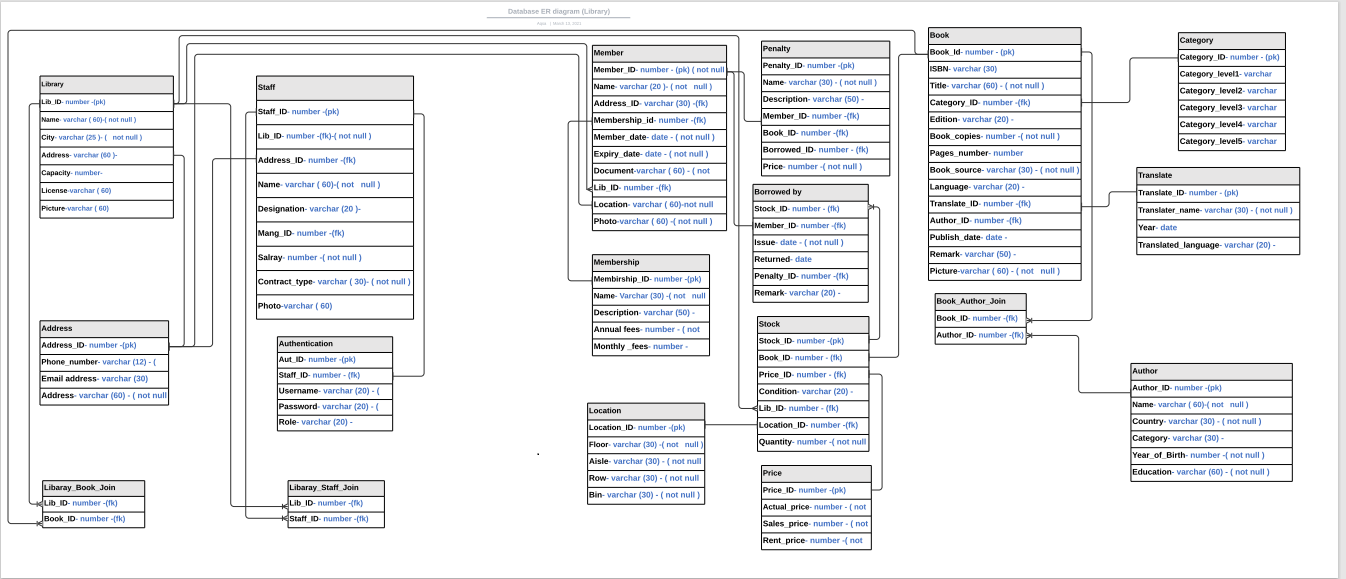 Database ER diagram (Library)
Library
Lib_ID- number -(pk)
Name- varchar ( 60)-( not null )
City- varchar (25 )- ( not null )
Address- varchar (60 )-
Capacity- number-
License-varchar ( 60)
Picture-varchar ( 60)
Staff
Staff_ID- number -(pk)
Lib_ID- number -(fk)-( not null )
Address_ID- number -(fk)
Name- varchar ( 60)-( not null )
Designation- varchar (20 )-
Mang_ID- number -(fk)
Salray- number -( not null )
Contract_type- varchar ( 30)- ( not null )
Photo-varchar ( 60)
Address
Address_ID- number -(pk)
Phone_number- varchar (12) - (
Email address- varchar (30)
Address- varchar (60) - ( not null
Authentication
Aut_ID- number -(pk)
Staff_ID- number - (fk)
Username- varchar (20) - (
Password- varchar (20) - (
Role- varchar (20) -
Libaray_Book_Join
Lib_ID- number -(fk)
Book_ID- number -(fk)
Libaray_Staff_Join
Lib_ID- number -(fk)
Staff_ID- number -(fk)
Member
Member_ID- number - (pk) ( not null
Name- varchar (20 )- ( not null )
Address_ID- varchar (30) -(fk)
Membership_id- number -(fk)
Member_date- date - ( not null )
Expiry_date- date - ( not null )
Document- varchar ( 60) - ( not
Lib_ID- number -(fk)
Location- varchar ( 60)-not null
Photo-varchar ( 60) -( not null )
Membership
Membirship_ID- number -(pk)
Name- Varchar (30) -( not null
Description- varchar (50) -
Annual fees- number - ( not
Monthly _fees- number -
Location
Location_ID- number -(pk)
Floor- varchar (30) -( not null )
Aisle- varchar (30) - ( not null
Row- varchar (30) - ( not null
Bin- varchar (30) - ( not null )
Penalty
Penalty_ID- number -(pk)
Name- varchar (30) - ( not null )
Description- varchar (50) -
Member_ID- number -(fk)
Book_ID- number - (fk)
Borrowed_ID- number - (fk)
Price- number - ( not null )
Borrowed by
Stock_ID- number - (fk)
Member_ID- number -(fk)
Issue- date - ( not null )
Returned- date
Penalty_ID- number - (fk)
Remark- varchar (20) -
Stock
Stock_ID- number - (pk)
Book_ID- number - (fk)
Price_ID- number - (fk)
Condition- varchar (20) -
Lib_ID- number - (fk)
Location_ID- number -(fk)
Quantity- number - ( not null
Price
Price_ID- number -(pk)
Actual_price- number - ( not
Sales_price- number - ( not
Rent_price- number -( not
Book
Book_Id- number - (pk)
ISBN- varchar (30)
Title- varchar (60) - ( not null )
Category_ID- number -(fk)
Edition- varchar (20) -
Book_copies- number -( not null )
Pages_number- number
Book_source- varchar (30) - ( not null)
Language- varchar (20) -
Translate_ID- number -(fk)
Author_ID- number -(fk)
Publish_date- date -
Remark- varchar (50) -
Picture-varchar ( 60) - ( not null )
Book_Author_Join
Book_ID- number -(fk)
Author_ID- number -(fk)
Category
Category_ID- number - (pk)
Category_level1- varchar
Category_level2- varchar
Category_level3- varchar
Category_level4- varchar
Category_level5- varchar
Translate
Translate_ID - number - (pk)
Translater_name- varchar (30) - ( not null )
Year- date
Translated_language- varchar (20) -
Author
Author_ID- number -(pk)
Name- varchar ( 60)-( not null )
Country- varchar (30) - ( not null )
Category- varchar (30) -
Year_of_Birth- number -( not null )
Education- varchar (60) - ( not null )